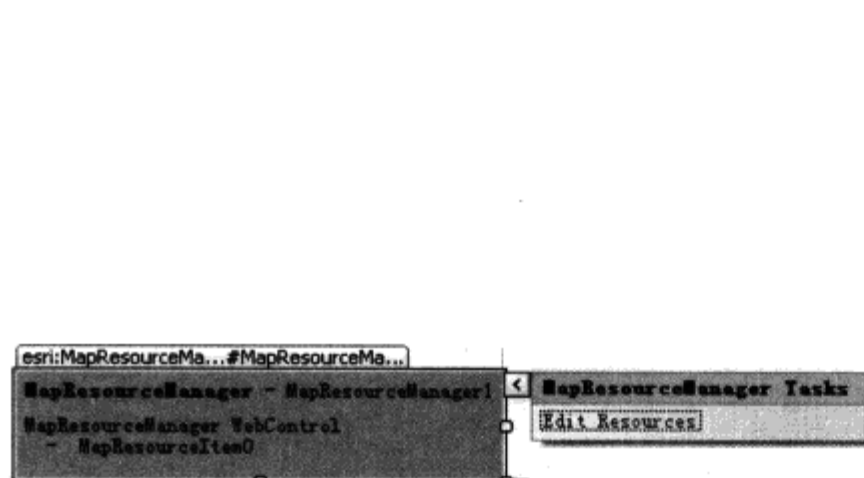 esri:MapResourceMa...#MapResourceMa...
MapResourceManager - MapResourceManager1
MapResourceManager WebControl
- MapResourceItem0
< MapResourceManager Tasks
Edit Resources